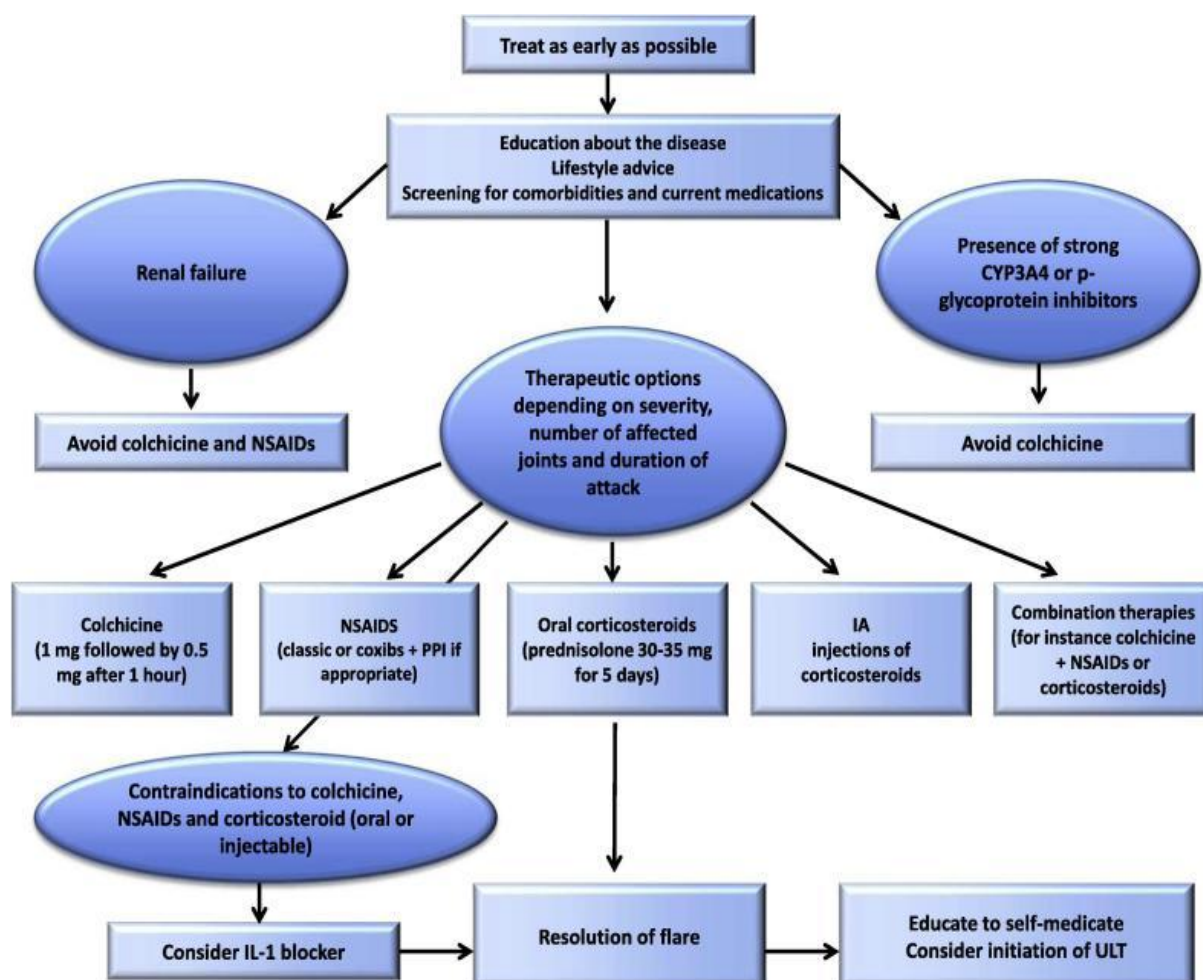 Treat as early as possible
Education about the disease
Lifestyle advice
Screening for comorbidities and current medications
Renal failure
Presence of strong
CYP3A4 or p-
glycoprotein inhibitors
Therapeutic options
depending on severity,
number of affected
joints and duration of
attack
Avoid colchicine and NSAIDs
Avoid colchicine
Colchicine
(1 mg followed by 0.5
mg after 1 hour)
NSAIDS
(classic or coxibs + PPI if
appropriate)
Oral corticosteroids
(prednisolone 30-35 mg
for 5 days)
IA
injections of
corticosteroids
Combination therapies
(for instance colchicine
+ NSAIDs or
corticosteroids)
Contraindications to colchicine,
NSAIDs and corticosteroid (oral or
injectable)
Consider IL-1 blocker
Resolution of flare
Educate to self-medicate
Consider initiation of ULT